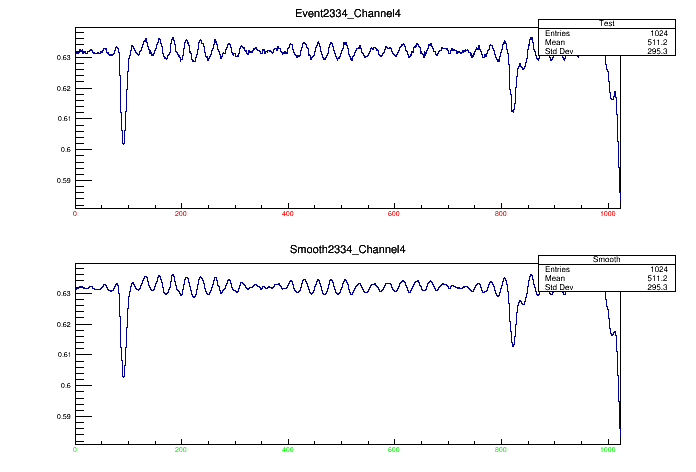 Event2334_Channel4
Test
Entries 1024
Mean 511.2
Std Dev 295.3
0.63
0.62
0.61
0.6
0.59
0 200 400 600 800 1000
Smooth2334_Channel4
Smooth
Entries 1024
Mean 511.2
Std Dev 295.3
0.63
0.62
0.61
0.6
0.59
0 200 400 600 800 1000